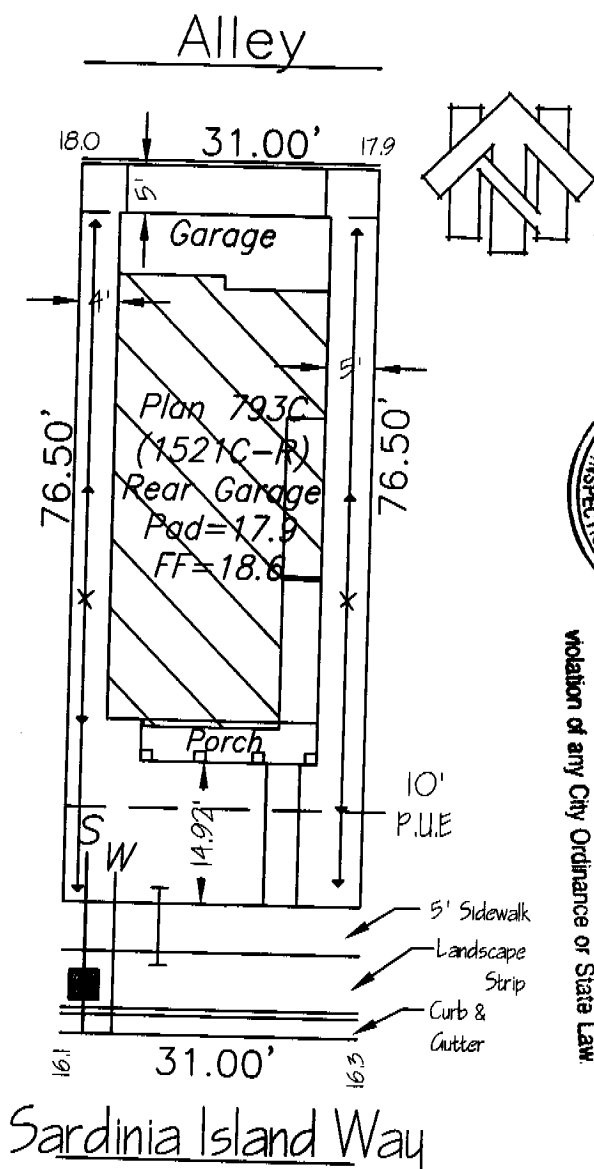 Alley
18.0
31.00'
17.9
5'
Garage
4'
5'
Plan 793C
(1521C-R)
Rear Garage
Pad=17.9
FF=18.6
76.50'
76.50'
X
X
Porch
14.92'
10'
P.U.E
S
W
5' Sidewalk
Landscape
Strip
Curb &
Gutter
16.1
31.00'
16.3
Sardinia Island Way
violation of any City Ordinance or State Law.